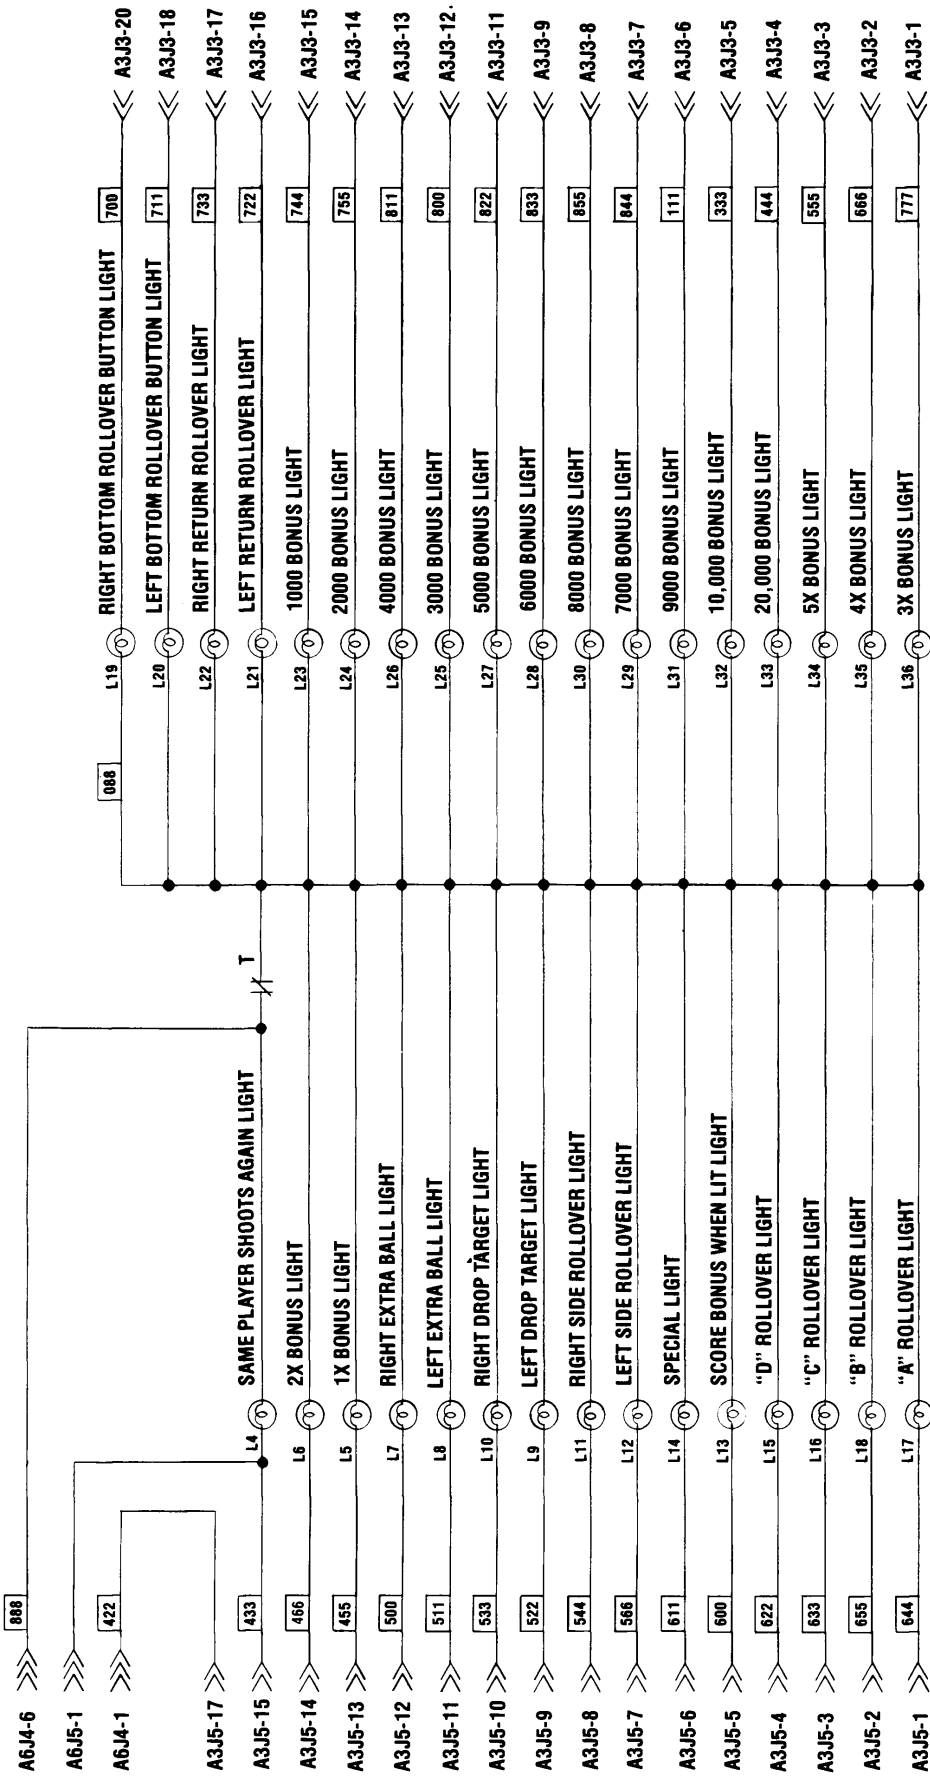 A6J4-6 888
A6J5-1
A6J4-1 422
A3J5-17
A3J5-15 433 L4 SAME PLAYER SHOOTS AGAIN LIGHT T
A3J5-14 466 L6 2X BONUS LIGHT
A3J5-13 455 L5 1X BONUS LIGHT
A3J5-12 500 L7 RIGHT EXTRA BALL LIGHT
A3J5-11 511 L8 LEFT EXTRA BALL LIGHT
A3J5-10 533 L10 RIGHT DROP TARGET LIGHT
A3J5-9 522 L9 LEFT DROP TARGET LIGHT
A3J5-8 544 L11 RIGHT SIDE ROLLOVER LIGHT
A3J5-7 566 L12 LEFT SIDE ROLLOVER LIGHT
A3J5-6 611 L14 SPECIAL LIGHT
A3J5-5 600 L13 SCORE BONUS WHEN LIT LIGHT
A3J5-4 622 L15 “D” ROLLOVER LIGHT
A3J5-3 633 L16 “C” ROLLOVER LIGHT
A3J5-2 655 L18 “B” ROLLOVER LIGHT
A3J5-1 644 L17 “A” ROLLOVER LIGHT
088 L19 RIGHT BOTTOM ROLLOVER BUTTON LIGHT 700 A3J3-20
L20 LEFT BOTTOM ROLLOVER BUTTON LIGHT 711 A3J3-18
L22 RIGHT RETURN ROLLOVER LIGHT 733 A3J3-17
L21 LEFT RETURN ROLLOVER LIGHT 722 A3J3-16
L23 1000 BONUS LIGHT 744 A3J3-15
L24 2000 BONUS LIGHT 755 A3J3-14
L26 4000 BONUS LIGHT 811 A3J3-13
L25 3000 BONUS LIGHT 800 A3J3-12.
L27 5000 BONUS LIGHT 822 A3J3-11
L28 6000 BONUS LIGHT 833 A3J3-9
L30 8000 BONUS LIGHT 855 A3J3-8
L29 7000 BONUS LIGHT 844 A3J3-7
L31 9000 BONUS LIGHT 111 A3J3-6
L32 10,000 BONUS LIGHT 333 A3J3-5
L33 20,000 BONUS LIGHT 444 A3J3-4
L34 5X BONUS LIGHT 555 A3J3-3
L35 4X BONUS LIGHT 666 A3J3-2
L36 3X BONUS LIGHT 777 A3J3-1